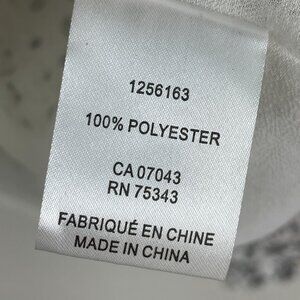 1256163
100% POLYESTER
CA 07043
RN 75343
FABRIQUÉ EN CHINE
MADE IN CHINA